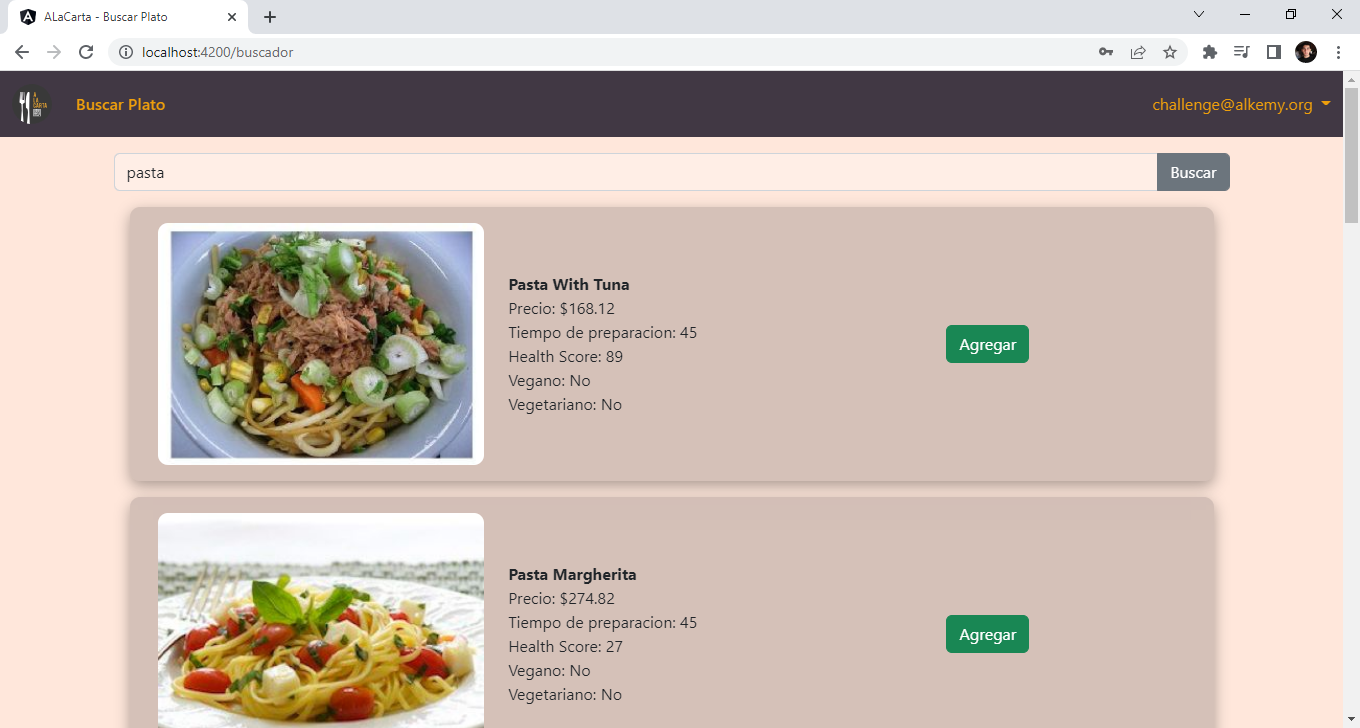 ALaCarta - Buscar Plato
localhost:4200/buscador
A
LA
CARTA
Buscar Plato
challenge@alkemy.org
pasta
Buscar
Pasta With Tuna
Precio: $168.12
Tiempo de preparacion: 45
Health Score: 89
Vegano: No
Vegetariano: No
Agregar
Pasta Margherita
Precio: $274.82
Tiempo de preparacion: 45
Health Score: 27
Vegano: No
Vegetariano: No
Agregar